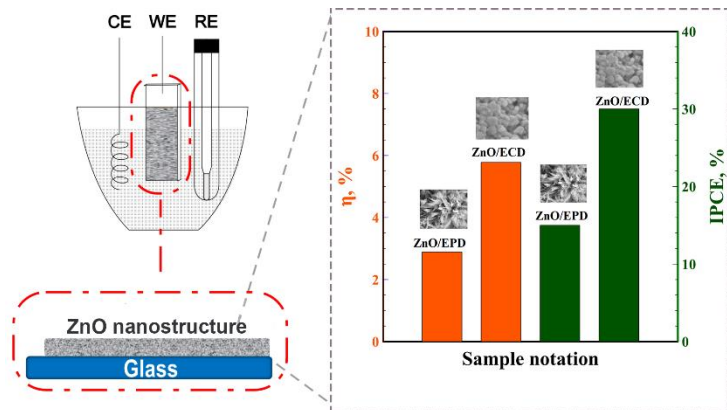 CE WE RE
ZnO nanostructure
Glass
η, %
10
8
6
4
2
0
ZnO/EPD
ZnO/ECD
ZnO/EPD
ZnO/ECD
40
30
20
10
0
IPCE, %
Sample notation